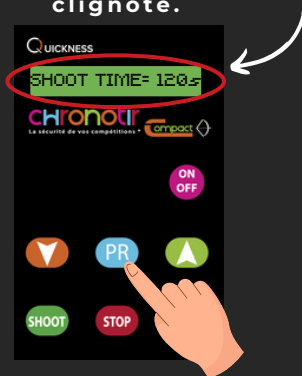 clignote.
QUICKNESS
SHOOT TIME= 120s
CHRONOTIR
La sécurité de vos compétitions
Compact
ON
OFF
PR
SHOOT
STOP